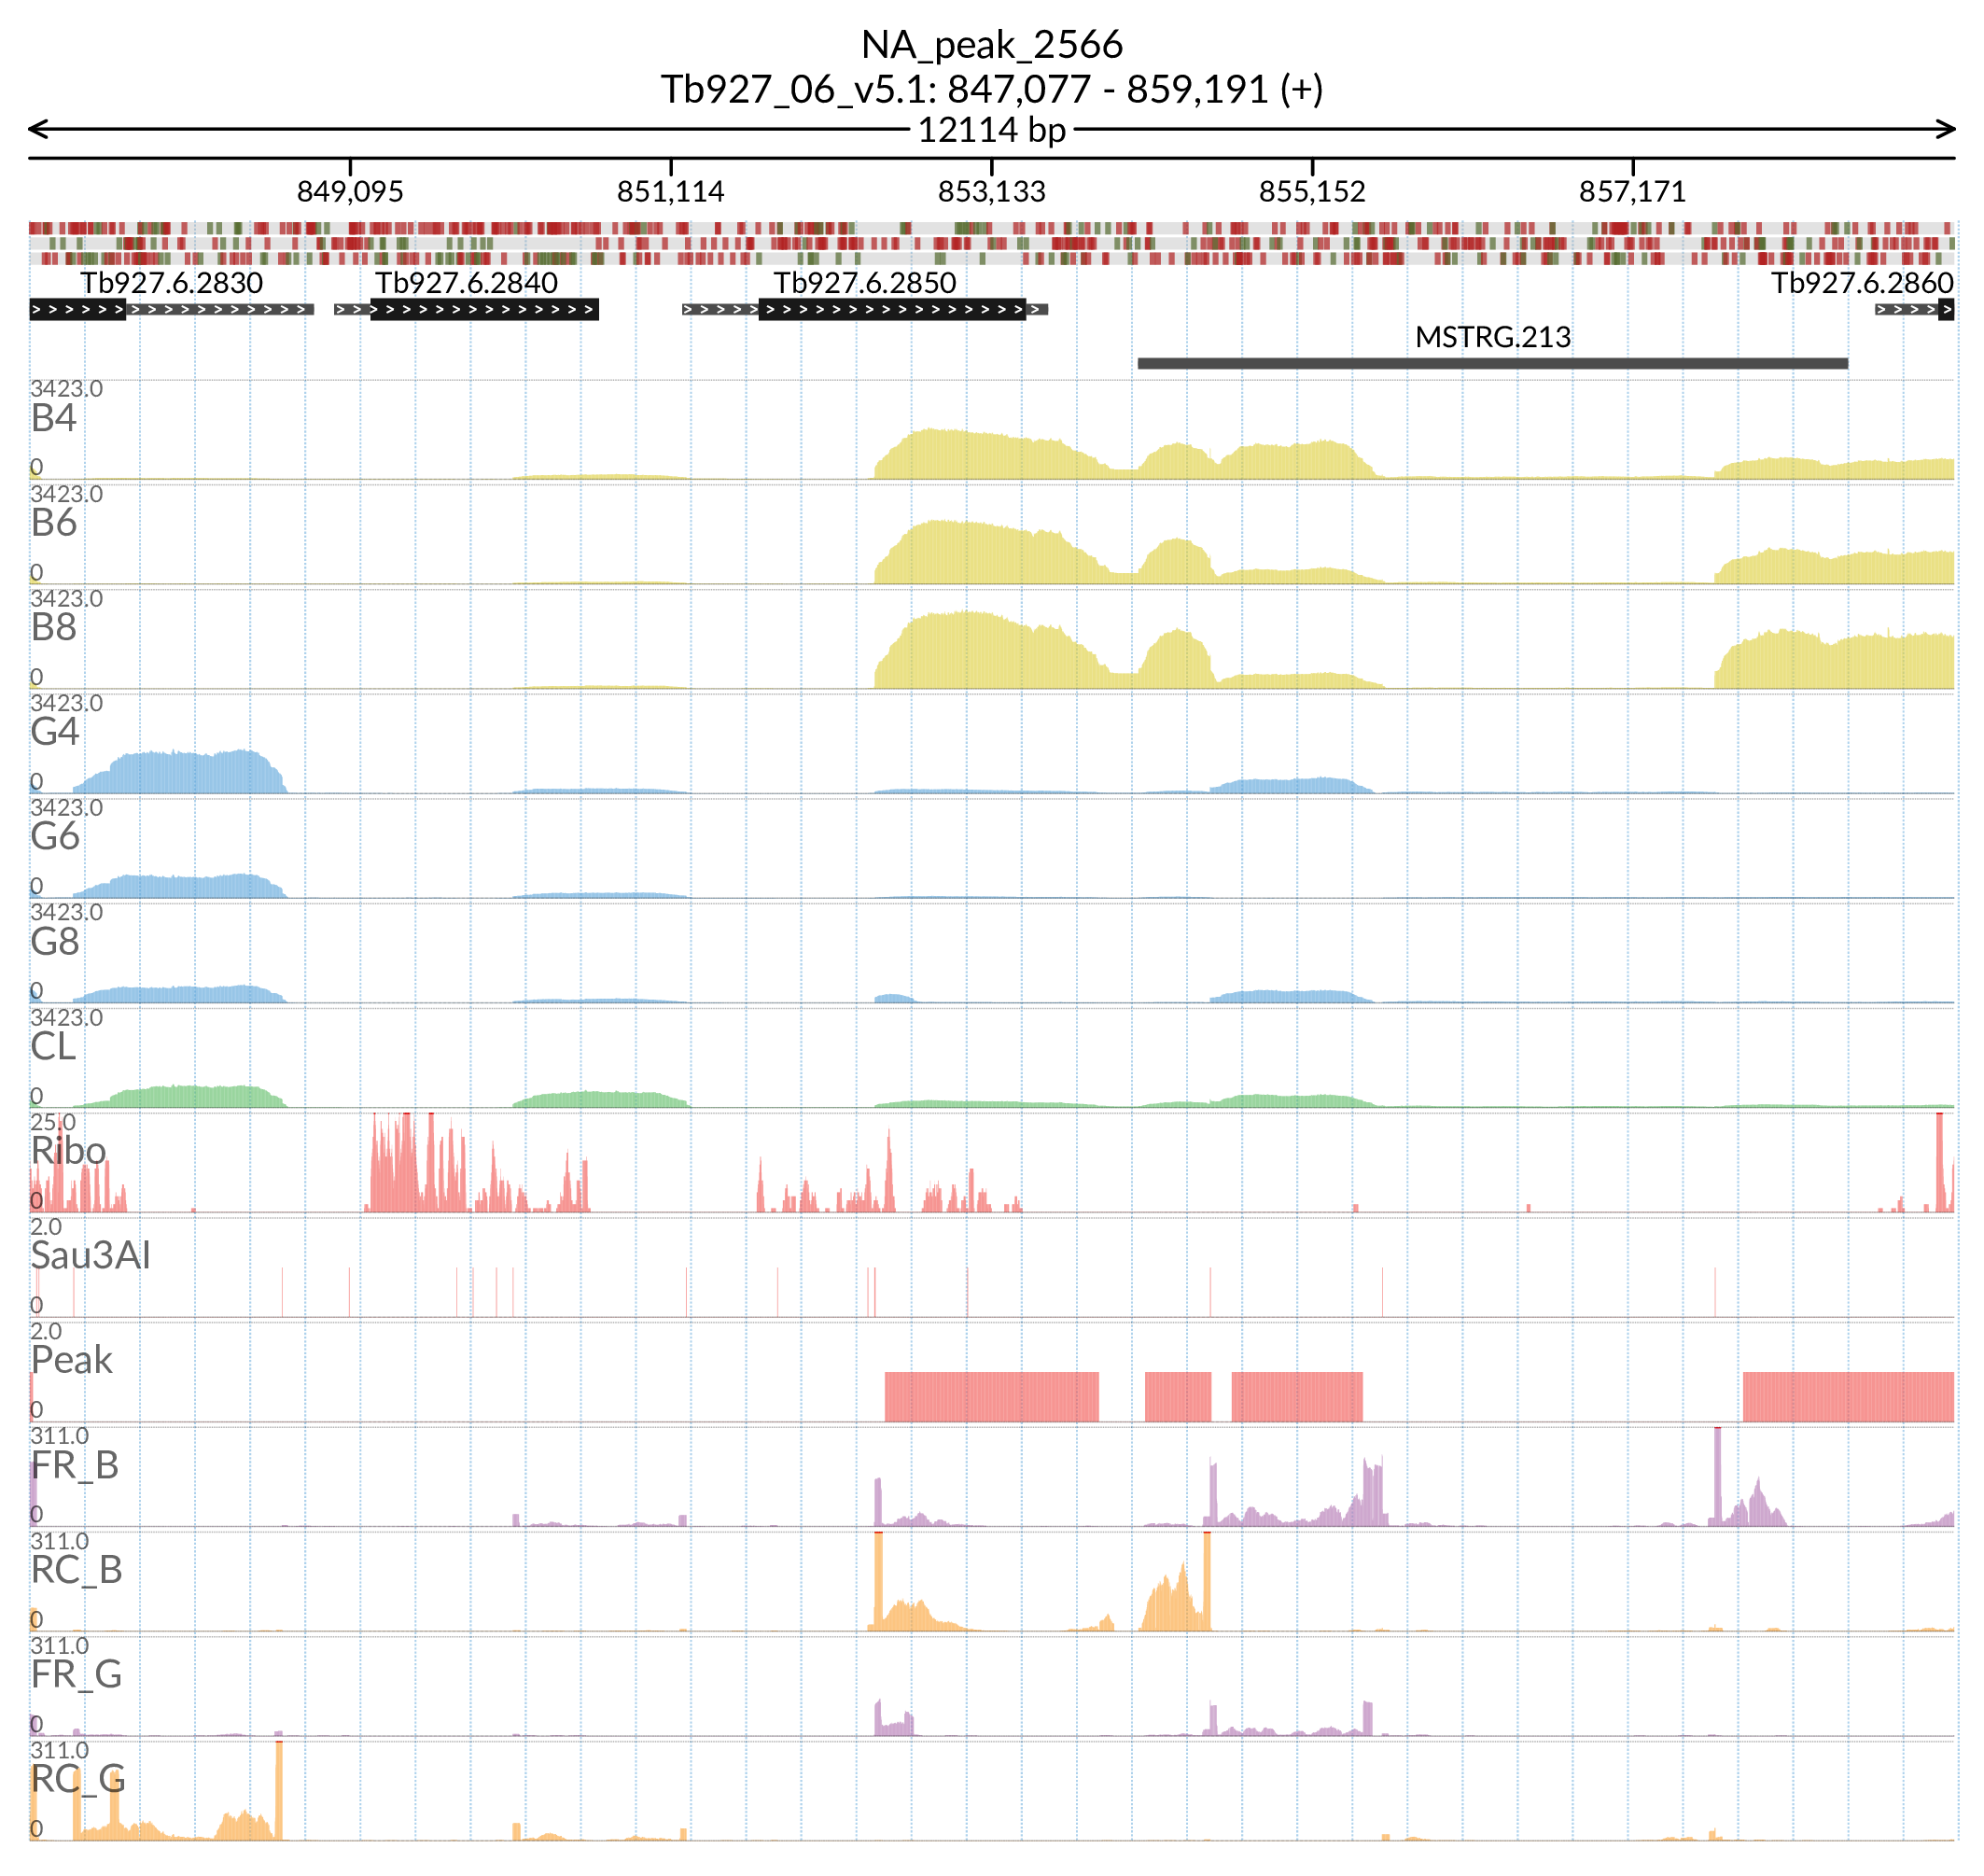 NA_peak_2566
Tb927_06_v5.1: 847,077 - 859,191 (+)
12114 bp
849,095 851,114 853,133 855,152 857,171
Tb927.6.2830 Tb927.6.2840 Tb927.6.2850 Tb927.6.2860
MSTRG.213
3423.0
B4
0
3423.0
B6
0
3423.0
B8
0
3423.0
G4
0
3423.0
G6
0
3423.0
G8
0
3423.0
CL
0
25.0
Ribo
0
2.0
Sau3AI
0
2.0
Peak
0
311.0
FR_B
0
311.0
RC_B
0
311.0
FR_G
0
311.0
RC_G
0